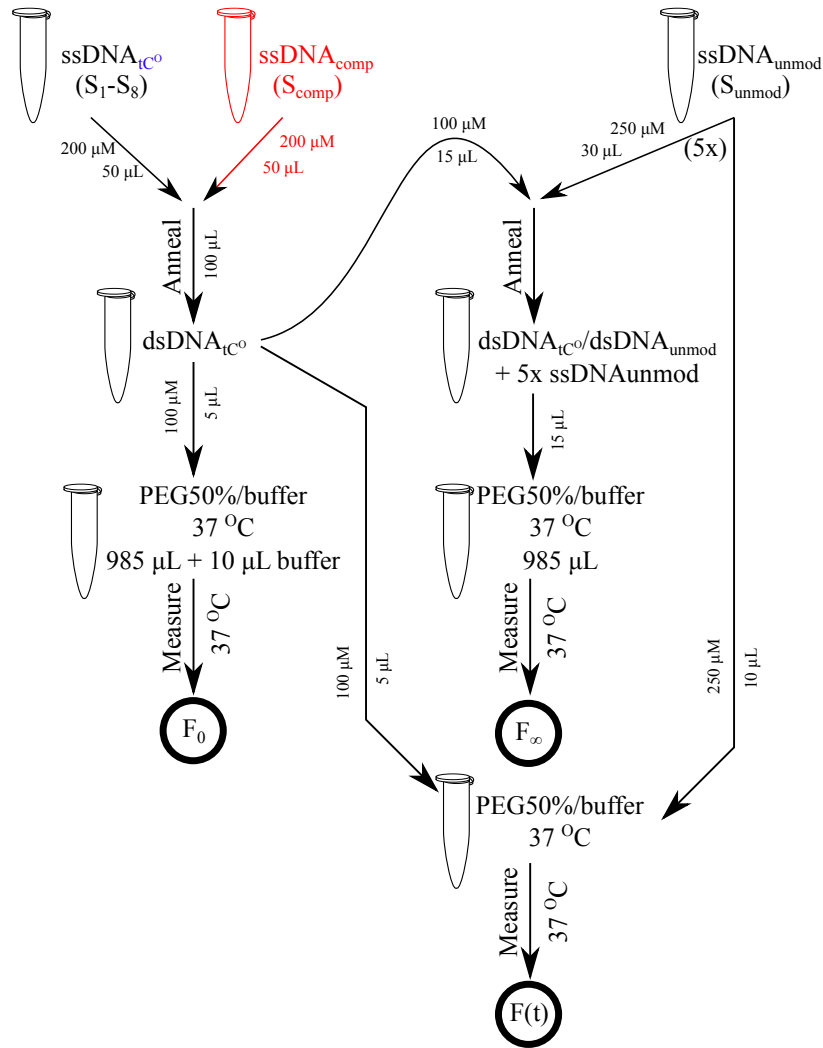 ssDNAtCᴼ
(S₁-S₈)
ssDNAcomp
(Scomp)
ssDNAunmod
(Sunmod)
200 μM
50 μL
200 μM
50 μL
100 μM
15 μL
250 μM
30 μL
(5x)
Anneal
100 μL
Anneal
dsDNAtCᴼ
dsDNAtCᴼ/dsDNAunmod
+ 5x ssDNAunmod
100 μM
5 μL
15 μL
PEG50%/buffer
37 ᴼC
985 μL + 10 μL buffer
PEG50%/buffer
37 ᴼC
985 μL
Measure
37 ᴼC
Measure
37 ᴼC
100 μM
5 μL
250 μM
10 μL
F₀
F∞
PEG50%/buffer
37 ᴼC
Measure
37 ᴼC
F(t)